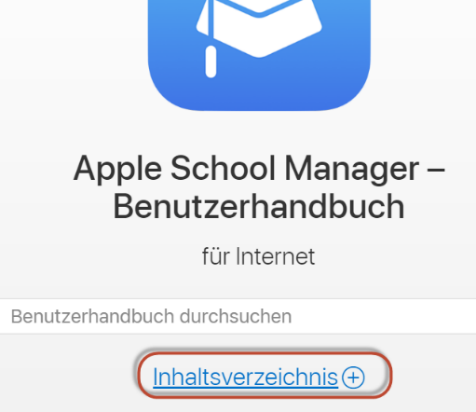 Apple School Manager –
Benutzerhandbuch
für Internet
Benutzerhandbuch durchsuchen
Inhaltsverzeichnis